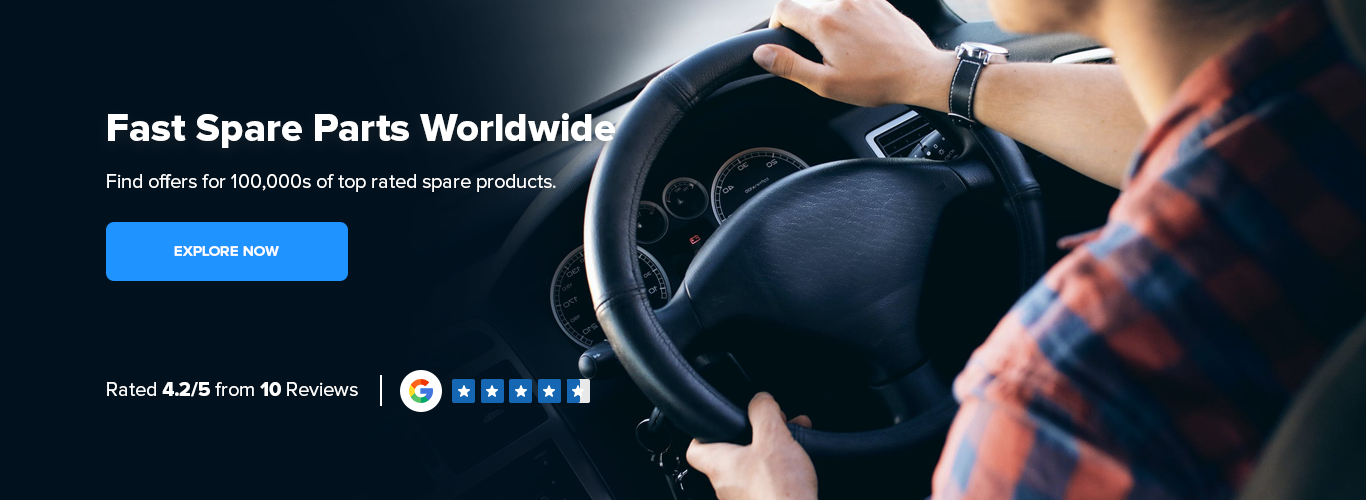 Fast Spare Parts Worldwide
Find offers for 100,000s of top rated spare products.
EXPLORE NOW
Rated 4.2/5 from 10 Reviews